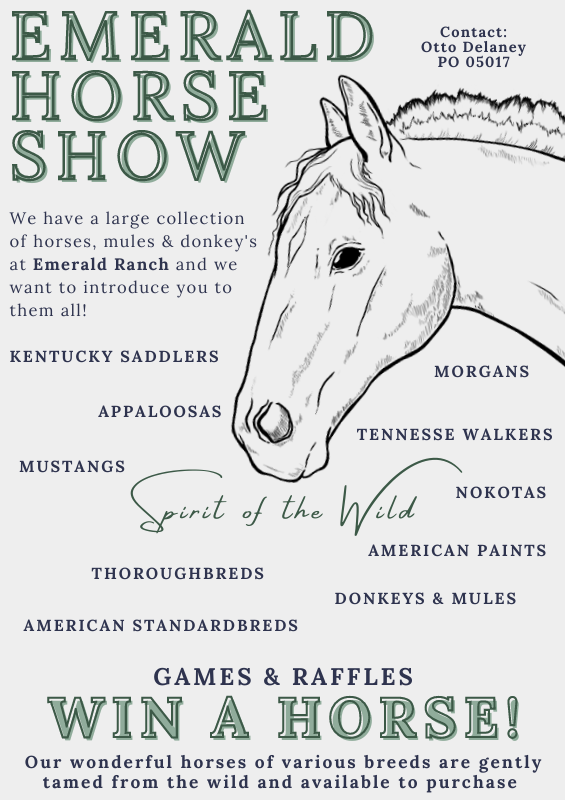 EMERALD
HORSE
SHOW
Contact:
Otto Delaney
PO 05017
We have a large collection
of horses, mules & donkey's
at Emerald Ranch and we
want to introduce you to
them all!
KENTUCKY SADDLERS
MORGANS
APPALOOSAS
TENNESSE WALKERS
MUSTANGS
NOKOTAS
Spirit of the Wild
AMERICAN PAINTS
THOROUGHBREDS
DONKEYS & MULES
AMERICAN STANDARDBREDS
GAMES & RAFFLES
WIN A HORSE!
Our wonderful horses of various breeds are gently
tamed from the wild and available to purchase